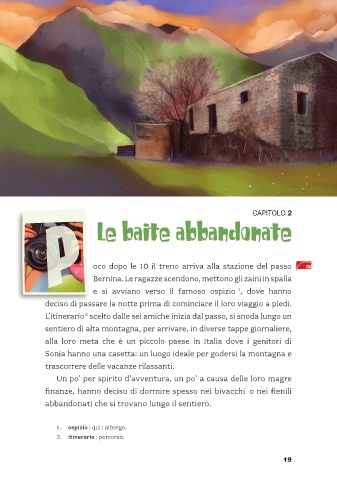 CAPITOLO 2
Le baite abbandonate
Poco dopo le 10 il treno arriva alla stazione del passo
Bernina. Le ragazze scendono, mettono gli zaini in spalla
e si avviano verso il famoso ospizio 1, dove hanno
deciso di passare la notte prima di cominciare il loro viaggio a piedi.
L'itinerario 2 scelto dalle sei amiche inizia dal passo, si snoda lungo un
sentiero di alta montagna, per arrivare, in diverse tappe giornaliere,
alla loro meta che è un piccolo paese in Italia dove i genitori di
Sonia hanno una casetta: un luogo ideale per godersi la montagna e
trascorrere delle vacanze rilassanti.
Un po' per spirito d'avventura, un po' a causa delle loro magre
finanze, hanno deciso di dormire spesso nei bivacchi o nei fienili
abbandonati che si trovano lungo il sentiero.
1. ospizio : qui : albergo.
2. itinerario : percorso.
19